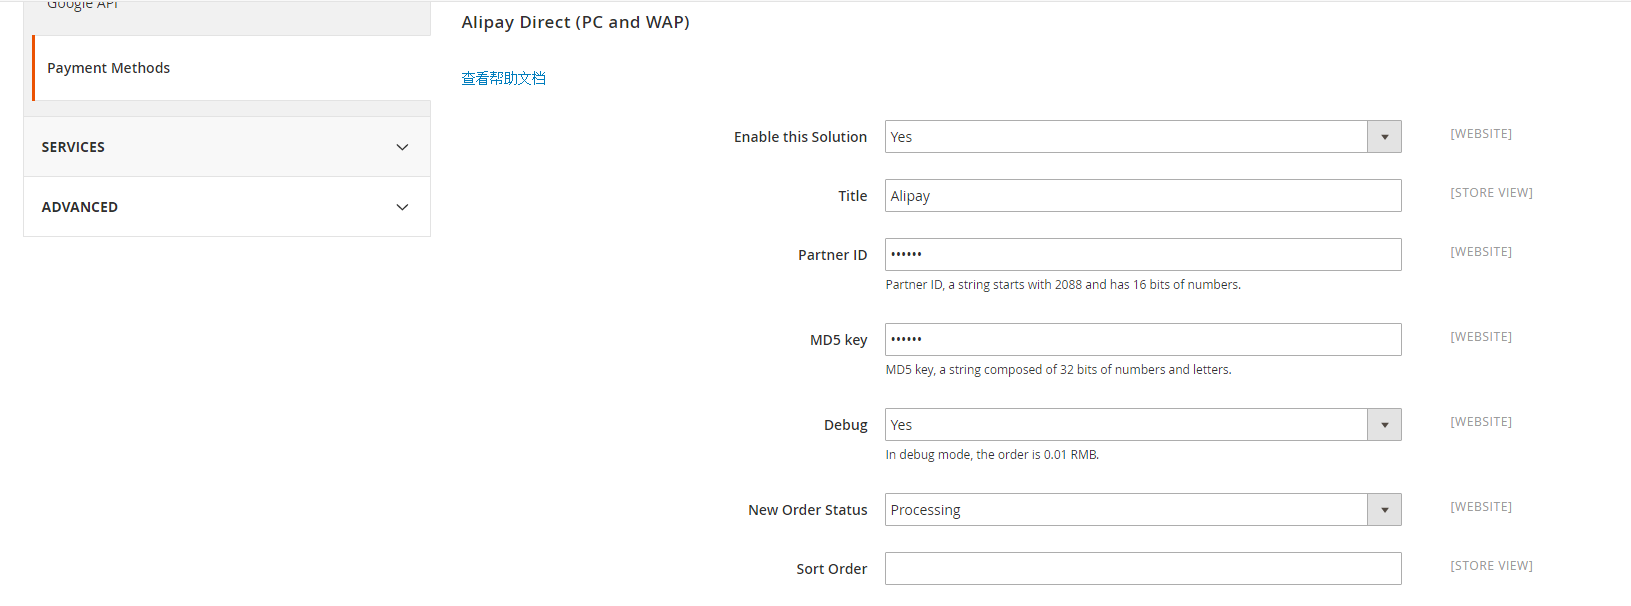 Google API
Payment Methods
SERVICES
ADVANCED
Alipay Direct (PC and WAP)
查看帮助文档
Enable this Solution
Yes
[WEBSITE]
Title
Alipay
[STORE VIEW]
Partner ID
••••••
[WEBSITE]
Partner ID, a string starts with 2088 and has 16 bits of numbers.
MD5 key
••••••
[WEBSITE]
MD5 key, a string composed of 32 bits of numbers and letters.
Debug
Yes
[WEBSITE]
In debug mode, the order is 0.01 RMB.
New Order Status
Processing
[WEBSITE]
Sort Order
[STORE VIEW]